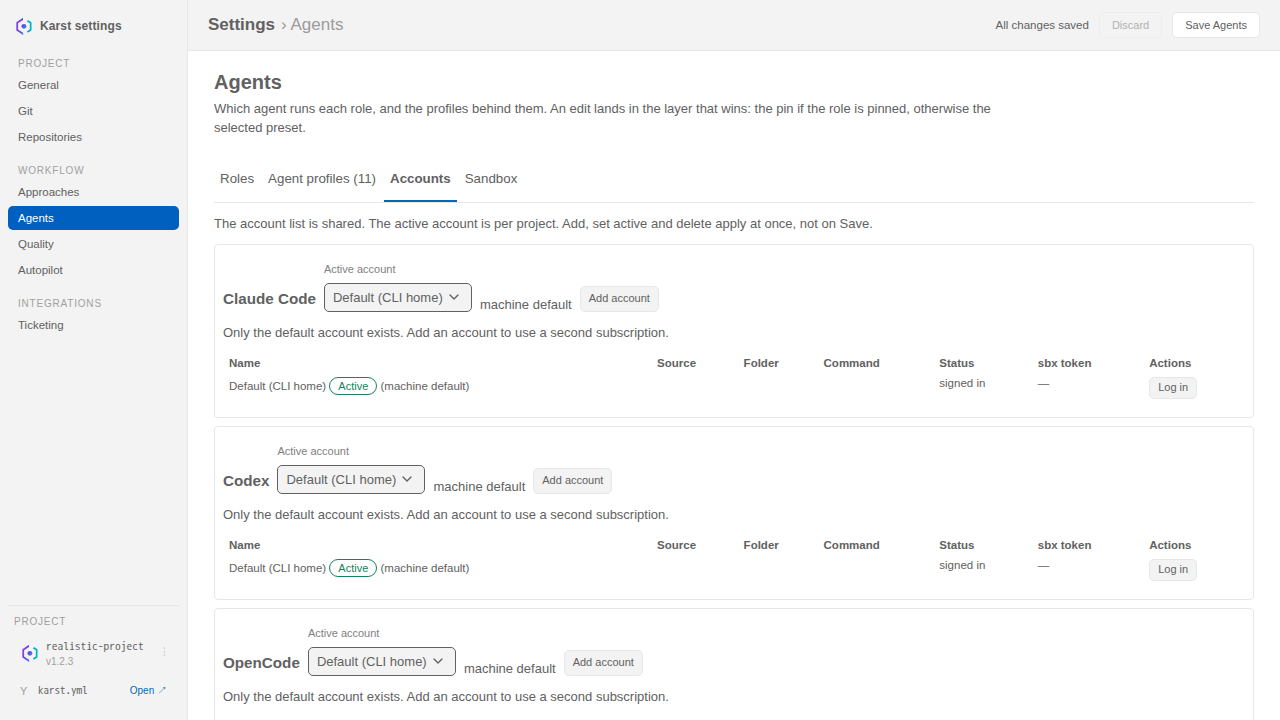 Karst settings
PROJECT
General
Git
Repositories
WORKFLOW
Approaches
Agents
Quality
Autopilot
INTEGRATIONS
Ticketing
PROJECT
realistic-project
v1.2.3
Y karst.yml Open ↗
Settings › Agents
All changes saved Discard Save Agents
Agents
Which agent runs each role, and the profiles behind them. An edit lands in the layer that wins: the pin if the role is pinned, otherwise the
selected preset.
Roles Agent profiles (11) Accounts Sandbox
The account list is shared. The active account is per project. Add, set active and delete apply at once, not on Save.
Active account
Claude Code Default (CLI home) machine default Add account
Only the default account exists. Add an account to use a second subscription.
Name Source Folder Command Status sbx token Actions
Default (CLI home) Active (machine default) signed in — Log in
Active account
Codex Default (CLI home) machine default Add account
Only the default account exists. Add an account to use a second subscription.
Name Source Folder Command Status sbx token Actions
Default (CLI home) Active (machine default) signed in — Log in
Active account
OpenCode Default (CLI home) machine default Add account
Only the default account exists. Add an account to use a second subscription.